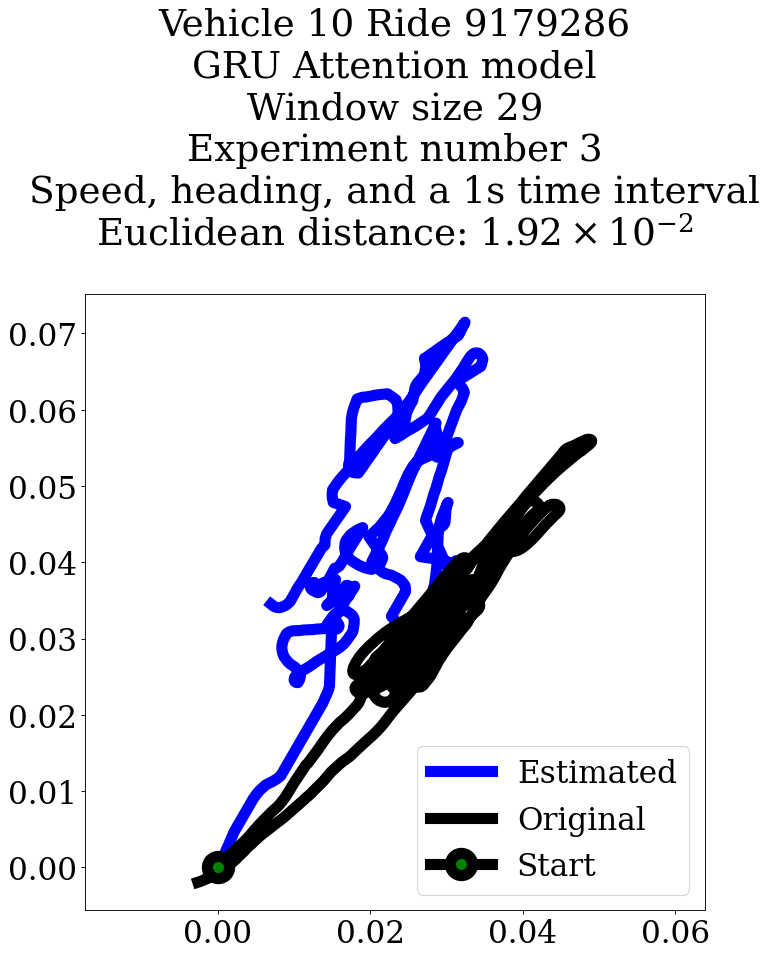 Vehicle 10 Ride 9179286
GRU Attention model
Window size 29
Experiment number 3
Speed, heading, and a 1s time interval
Euclidean distance: 1.92 × 10⁻²
0.07
0.06
0.05
0.04
0.03
0.02
0.01
0.00
Estimated
Original
Start
0.00 0.02 0.04 0.06